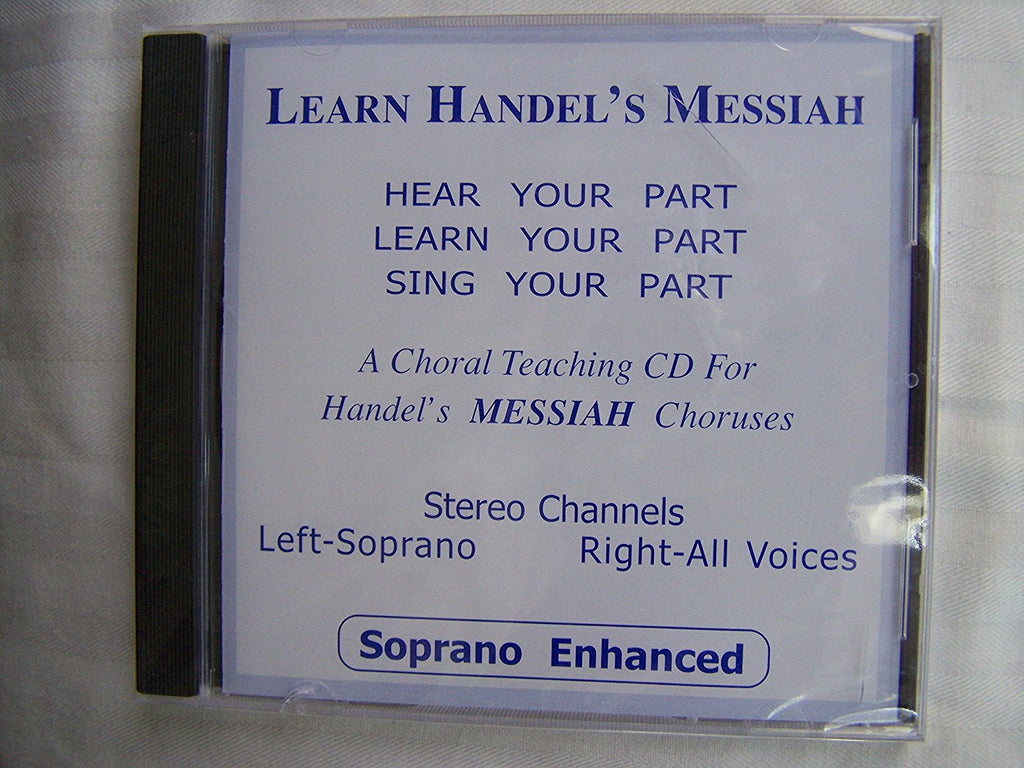 LEARN HANDEL'S MESSIAH
HEAR YOUR PART
LEARN YOUR PART
SING YOUR PART
A Choral Teaching CD For
Handel's MESSIAH Choruses
Stereo Channels
Left-Soprano Right-All Voices
Soprano Enhanced